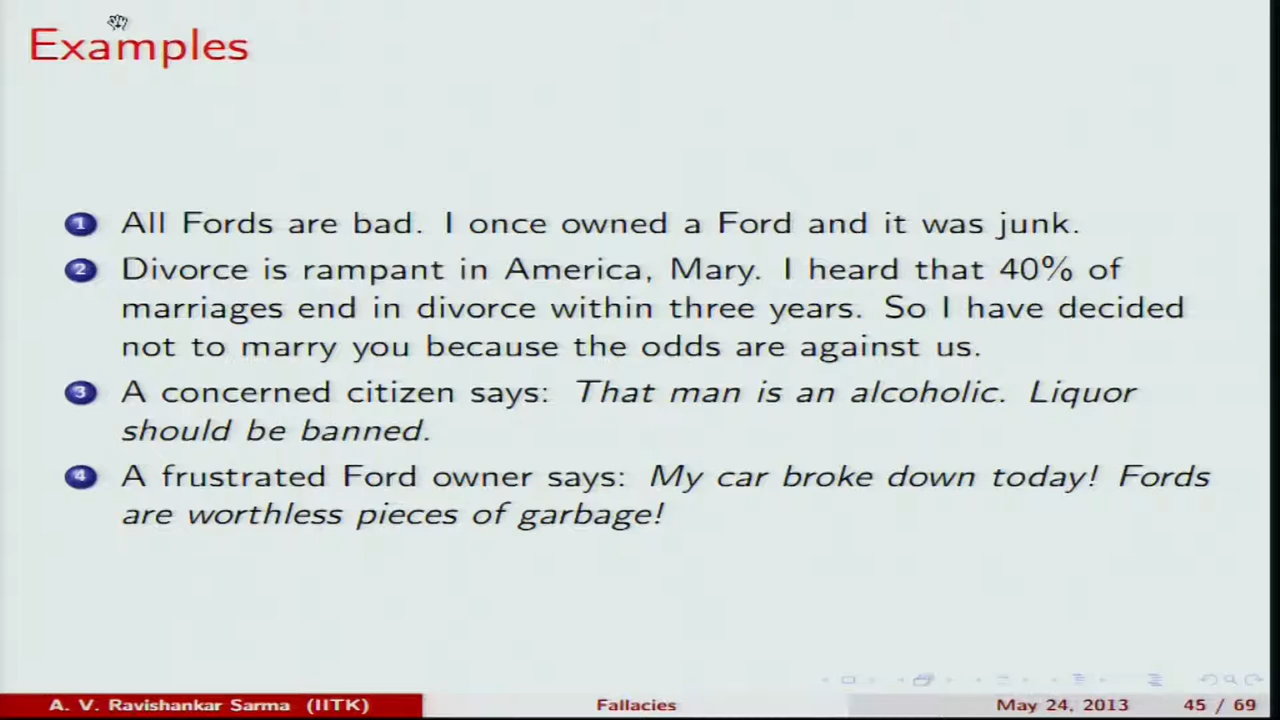 Examples
1 All Fords are bad. I once owned a Ford and it was junk.
2 Divorce is rampant in America, Mary. I heard that 40% of
marriages end in divorce within three years. So I have decided
not to marry you because the odds are against us.
3 A concerned citizen says: That man is an alcoholic. Liquor
should be banned.
4 A frustrated Ford owner says: My car broke down today! Fords
are worthless pieces of garbage!
A. V. Ravishankar Sarma (IITK) Fallacies May 24, 2013 45 / 69